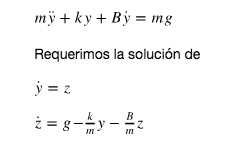 mÿ + ky + Bẏ = mg
Requerimos la solución de
ẏ = z
ż = g − k/m y − B/m z